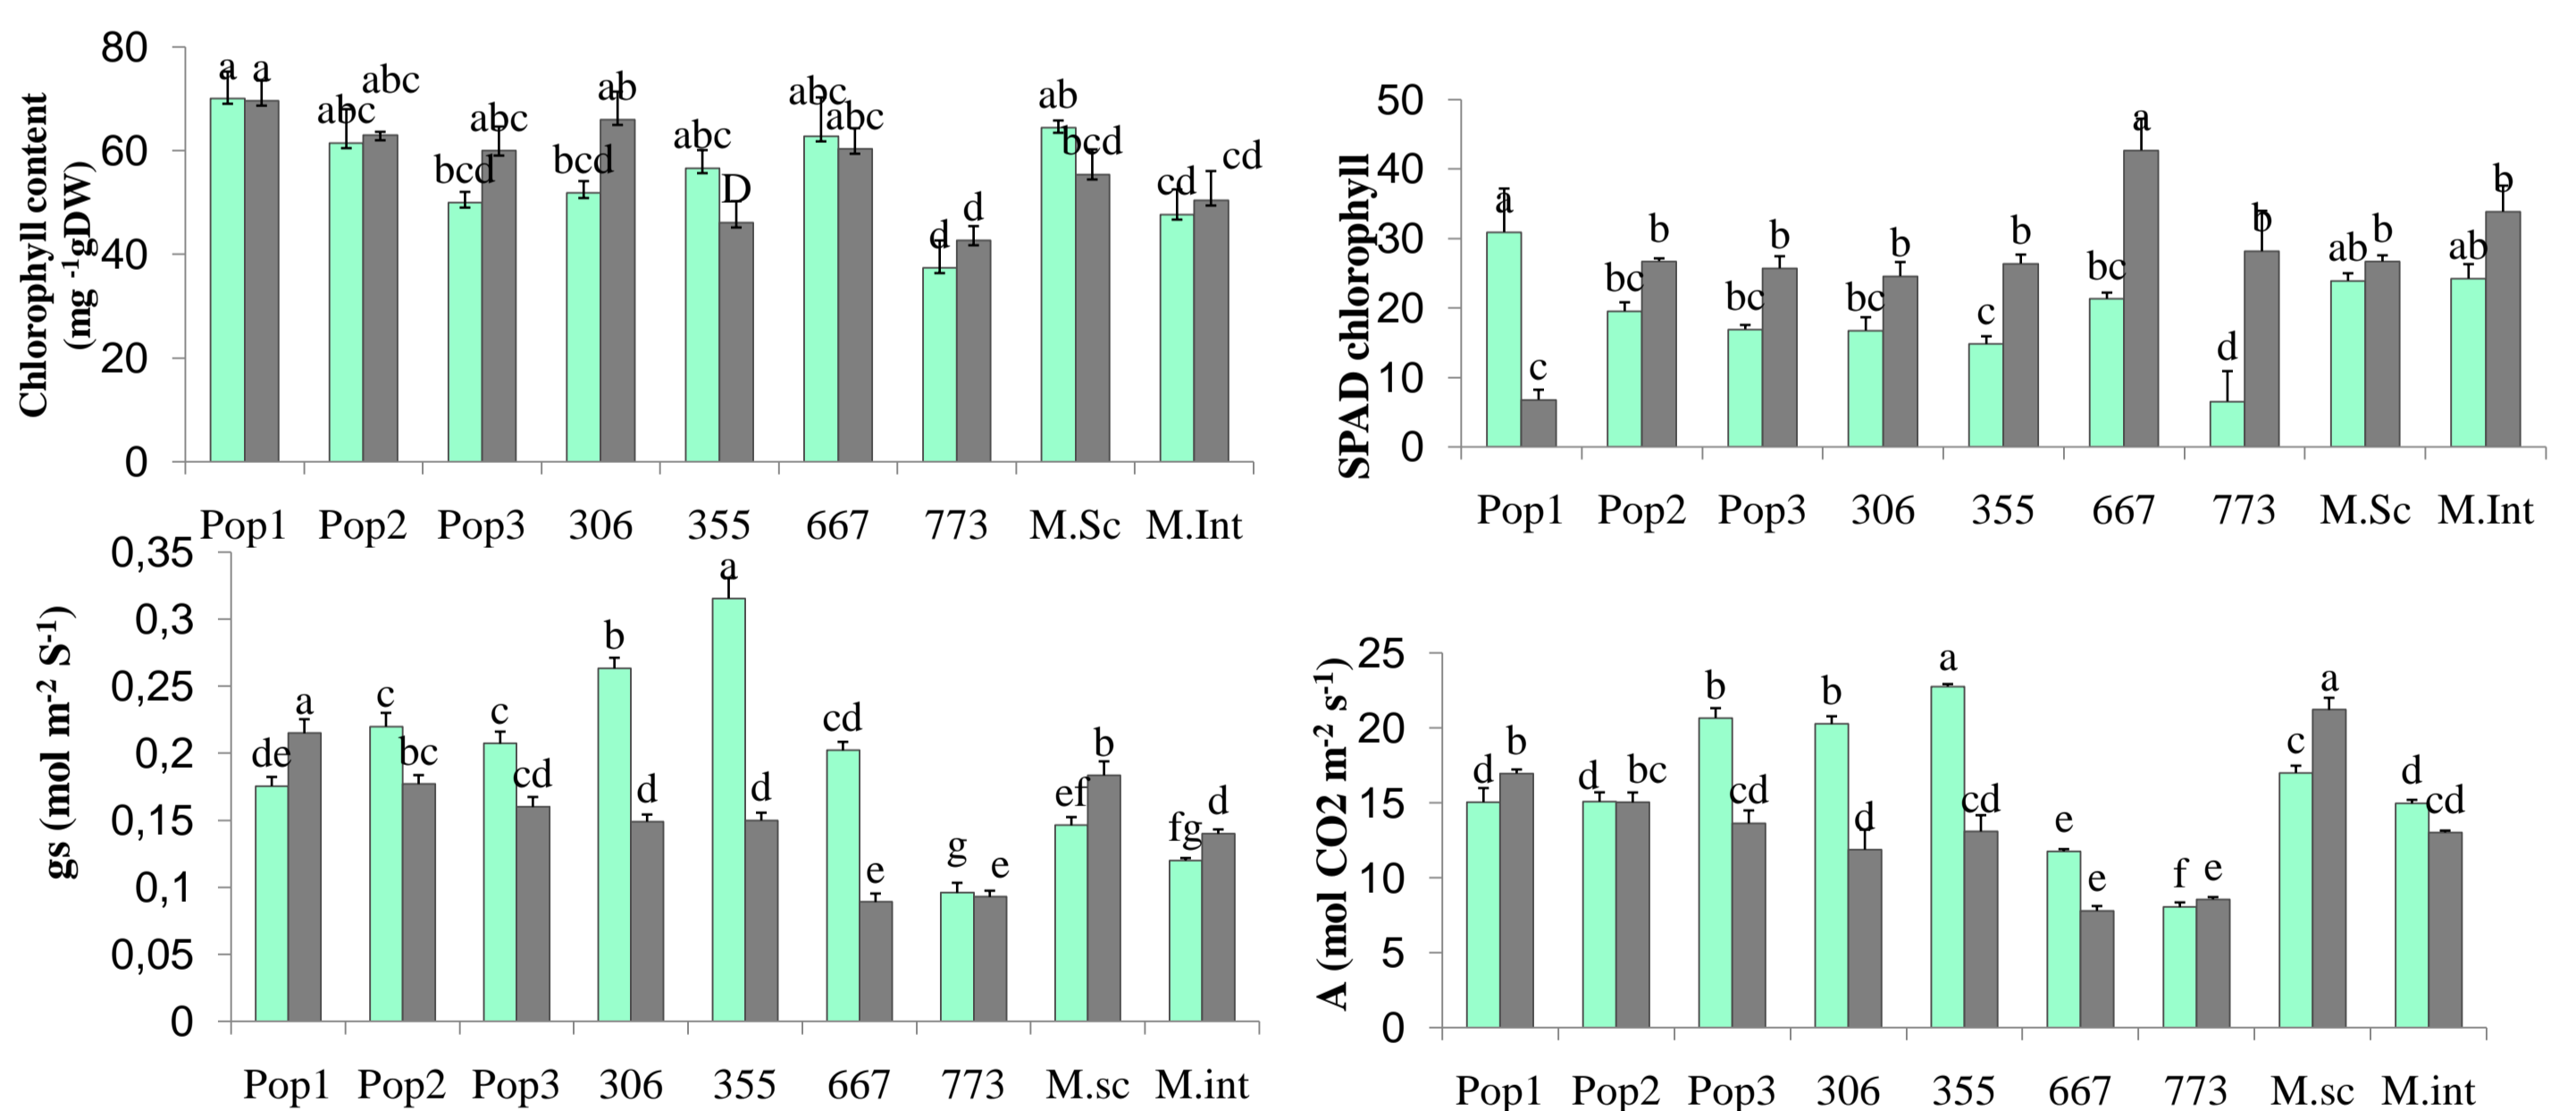 Chlorophyll content
(mg ⁻¹gDW)
80
60
40
20
0
a a abc abc bcd abc bcd ab abc D abc abc d d ab bcd cd cd
Pop1 Pop2 Pop3 306 355 667 773 M.Sc M.Int
SPAD chlorophyll
50
40
30
20
10
0
a c bc b bc b bc b c b bc a d b ab b ab b
Pop1 Pop2 Pop3 306 355 667 773 M.Sc M.Int
gs (mol m⁻² S⁻¹)
0,35
0,3
0,25
0,2
0,15
0,1
0,05
0
de a c bc c cd b d a d cd e g e ef b fg d
Pop1 Pop2 Pop3 306 355 667 773 M.sc M.int
A (mol CO2 m⁻² s⁻¹)
25
20
15
10
5
0
d b d bc b cd b d a cd e e f e c a d cd
Pop1 Pop2 Pop3 306 355 667 773 M.sc M.int